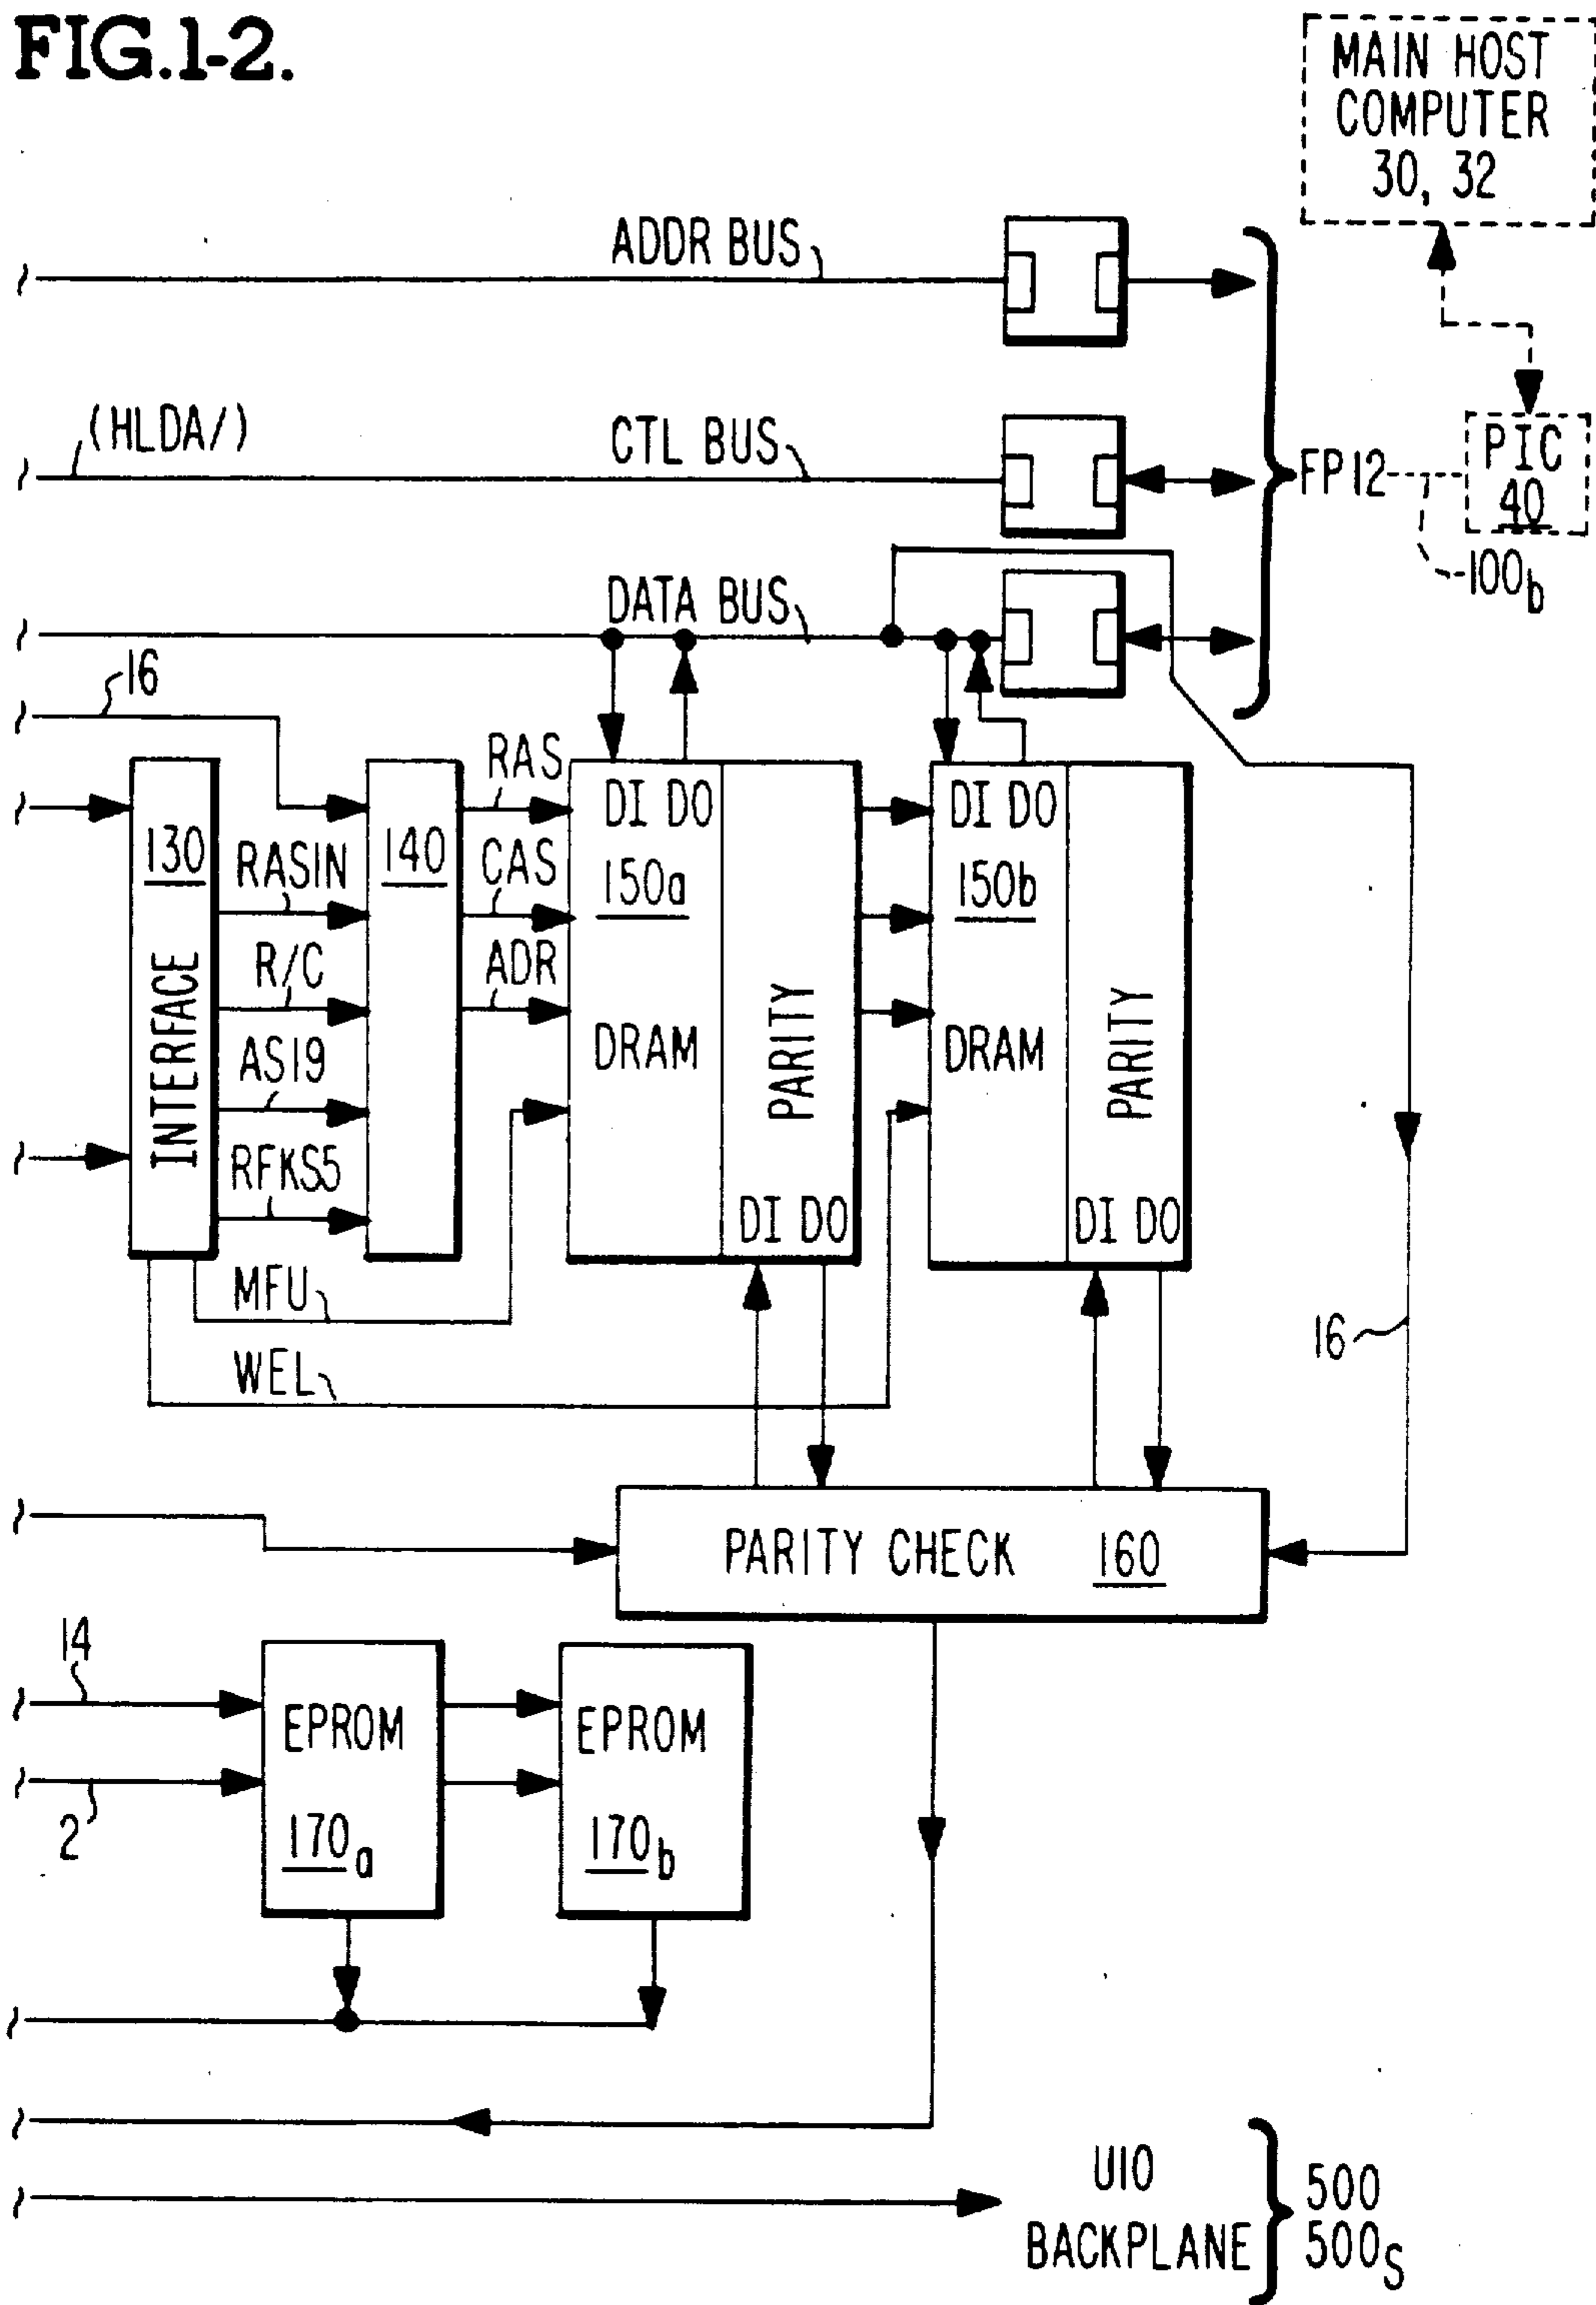 FIG.1-2.
MAIN HOST
COMPUTER
30, 32
ADDR BUS
(HLDA/)
CTL BUS
FP12
PIC
40
100b
DATA BUS
16
RAS
DI DO
DI DO
130
140
CAS
150a
150b
RASIN
R/C
ADR
INTERFACE
DRAM
PARITY
DRAM
PARITY
AS19
RFKS5
DI DO
DI DO
MFU
16
WEL
PARITY CHECK 160
14
EPROM
EPROM
2
170a
170b
UIO
BACKPLANE
500
500s